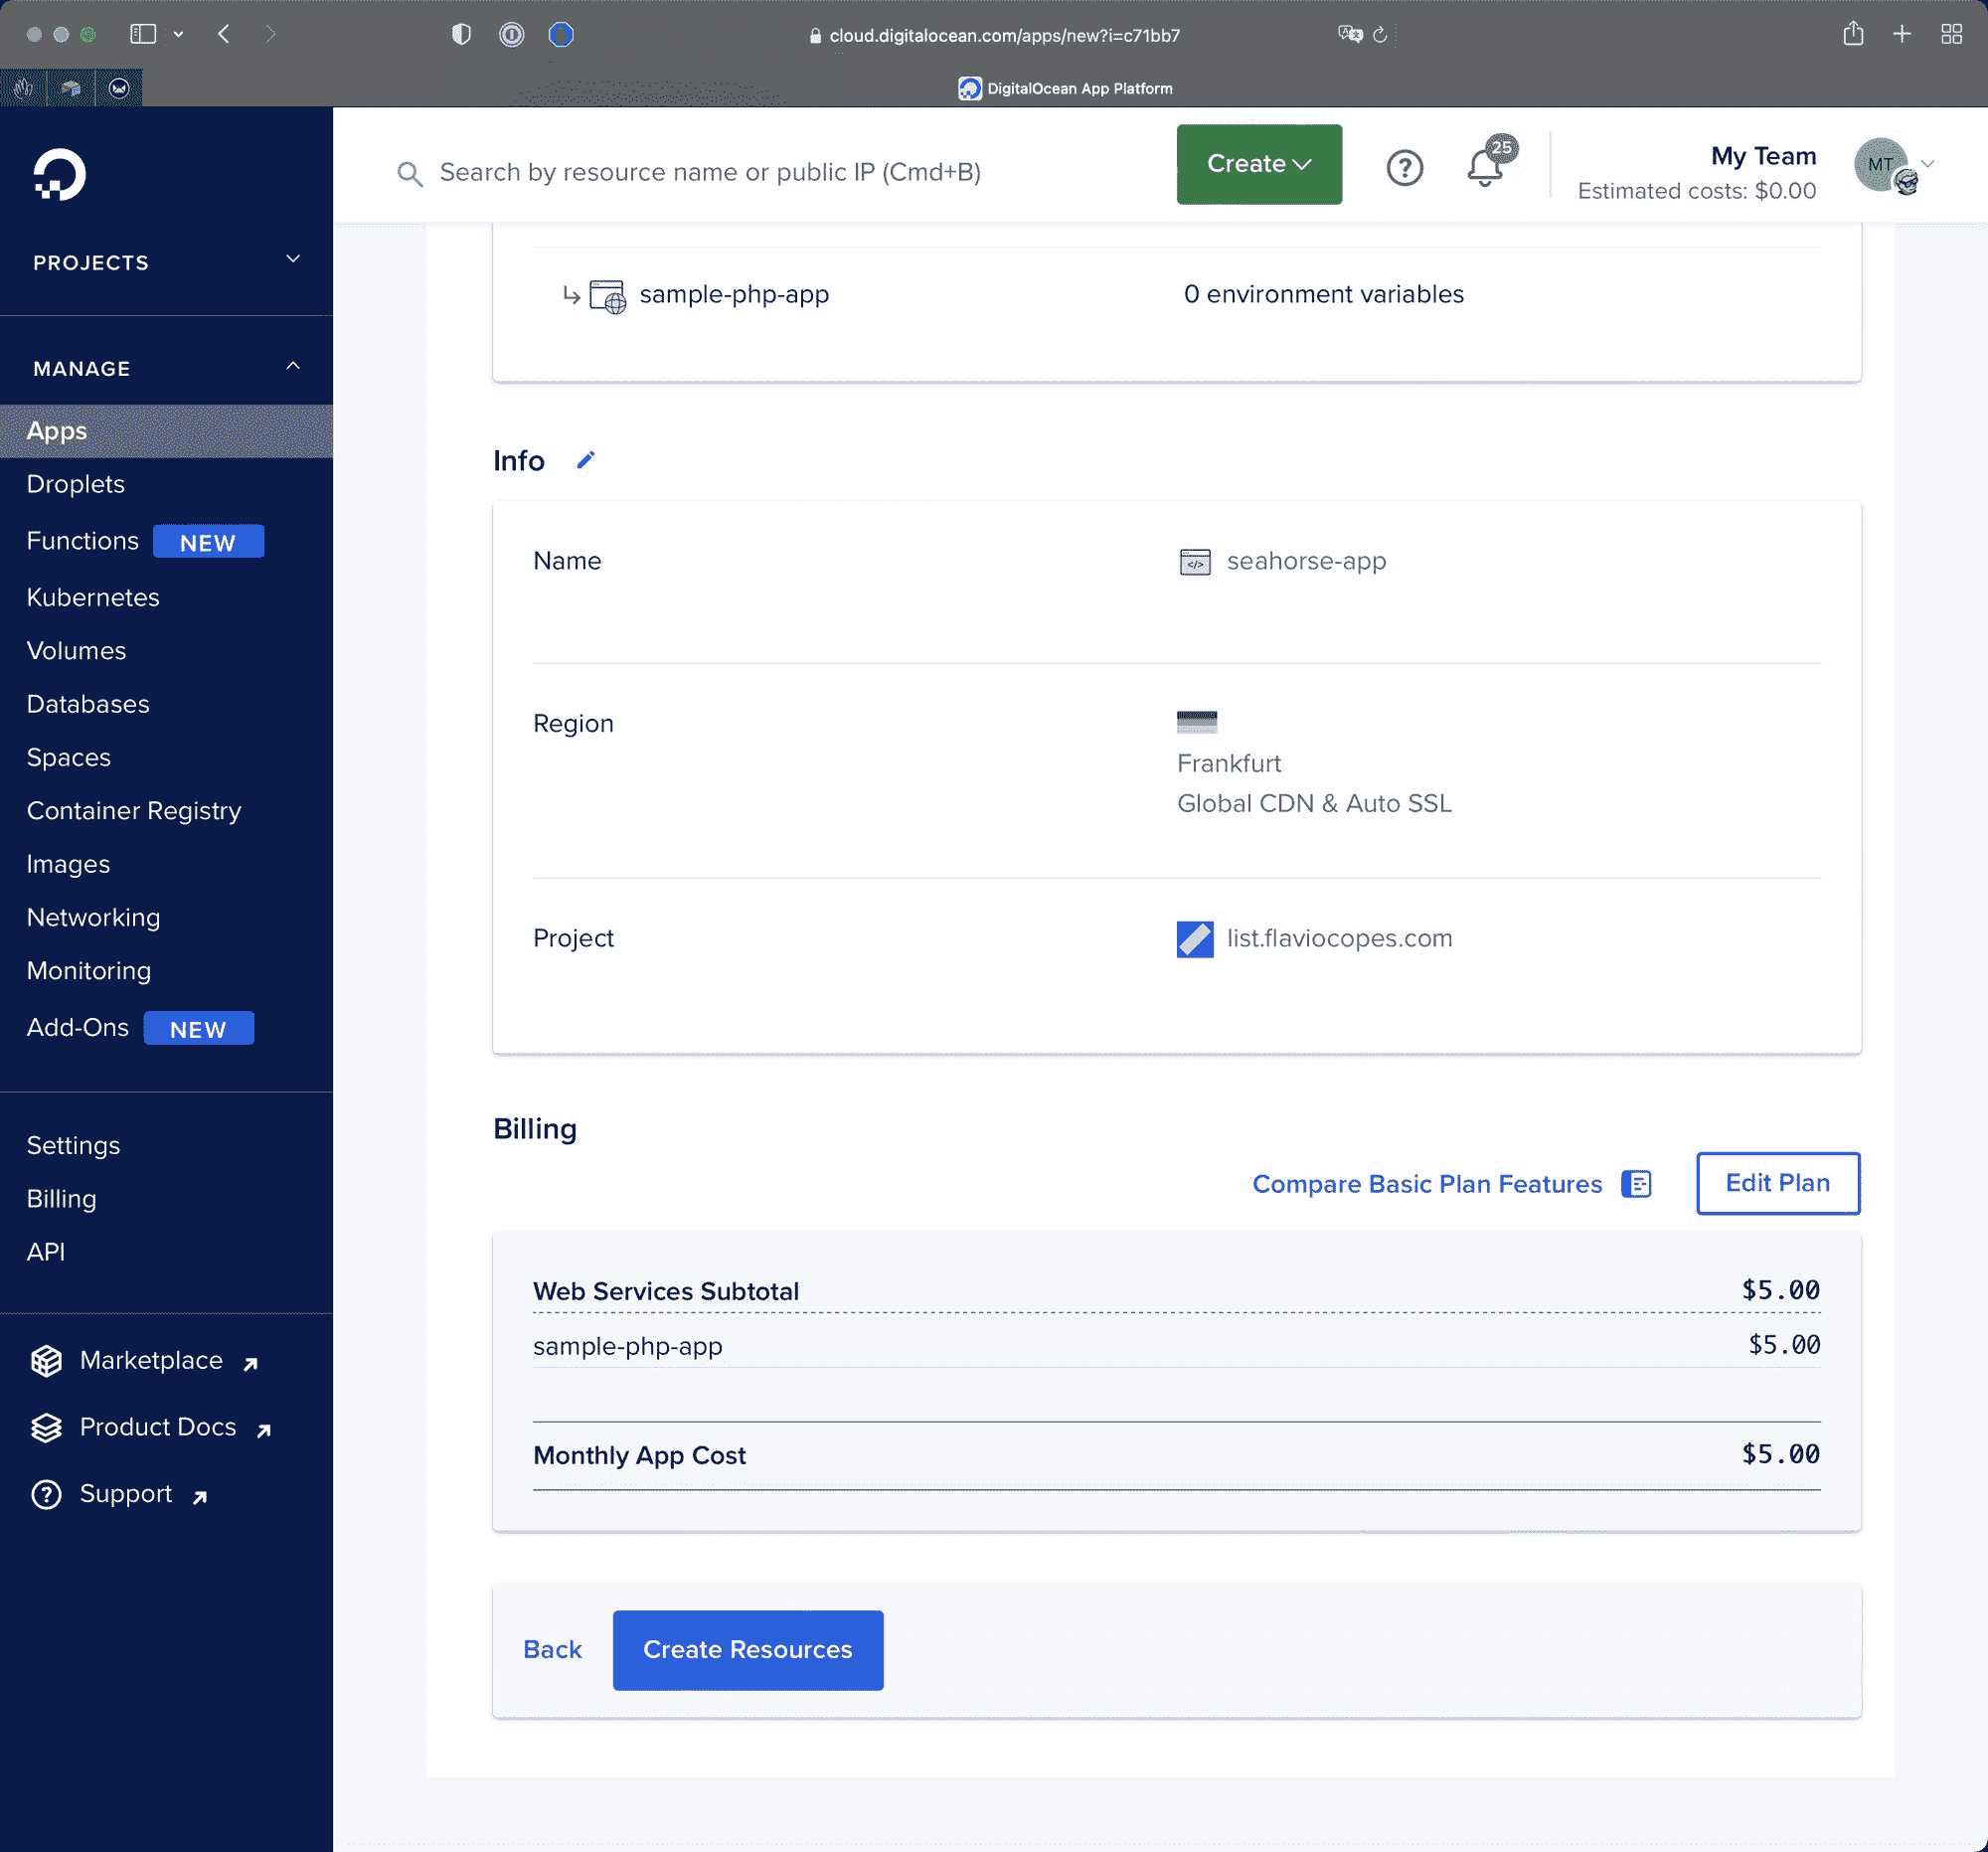 cloud.digitalocean.com/apps/new?i=c71bb7
DigitalOcean App Platform
Search by resource name or public IP (Cmd+B)
Create
25
My Team
Estimated costs: $0.00
MT
PROJECTS
MANAGE
Apps
Droplets
Functions NEW
Kubernetes
Volumes
Databases
Spaces
Container Registry
Images
Networking
Monitoring
Add-Ons NEW
Settings
Billing
API
Marketplace
Product Docs
Support
sample-php-app 0 environment variables
Info
Name seahorse-app
Region
Frankfurt
Global CDN & Auto SSL
Project list.flaviocopes.com
Billing
Compare Basic Plan Features Edit Plan
Web Services Subtotal $5.00
sample-php-app $5.00
Monthly App Cost $5.00
Back Create Resources